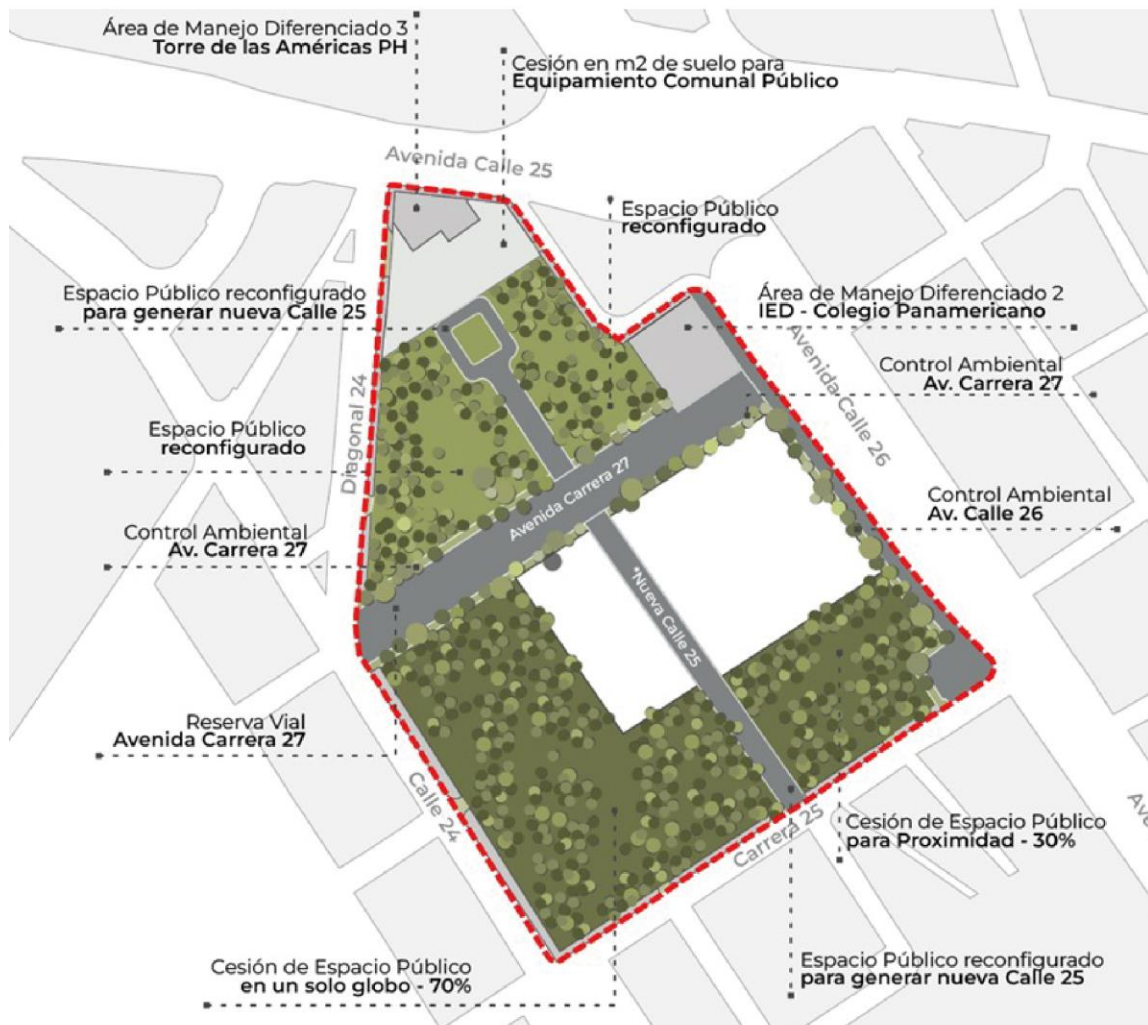 Área de Manejo Diferenciado 3
Torre de las Américas PH
Cesión en m2 de suelo para
Equipamiento Comunal Público
Avenida Calle 25
Espacio Público
reconfigurado
Espacio Público reconfigurado
para generar nueva Calle 25
Área de Manejo Diferenciado 2
IED - Colegio Panamericano
Avenida Calle 26
Control Ambiental
Av. Carrera 27
Diagonal 24
Espacio Público
reconfigurado
Avenida Carrera 27
Control Ambiental
Av. Calle 26
Control Ambiental
Av. Carrera 27
*Nueva Calle 25
Reserva Vial
Avenida Carrera 27
Calle 24
Carrera 25
Cesión de Espacio Público
para Proximidad - 30%
Cesión de Espacio Público
en un solo globo - 70%
Espacio Público reconfigurado
para generar nueva Calle 25